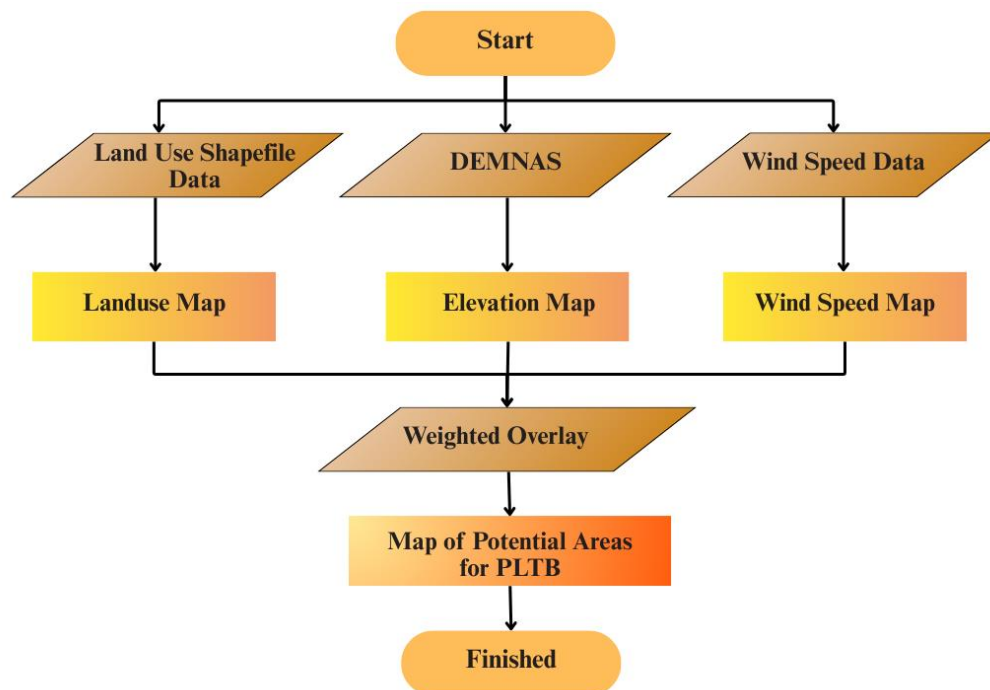 Start
Land Use Shapefile
Data
DEMNAS
Wind Speed Data
Landuse Map
Elevation Map
Wind Speed Map
Weighted Overlay
Map of Potential Areas
for PLTB
Finished